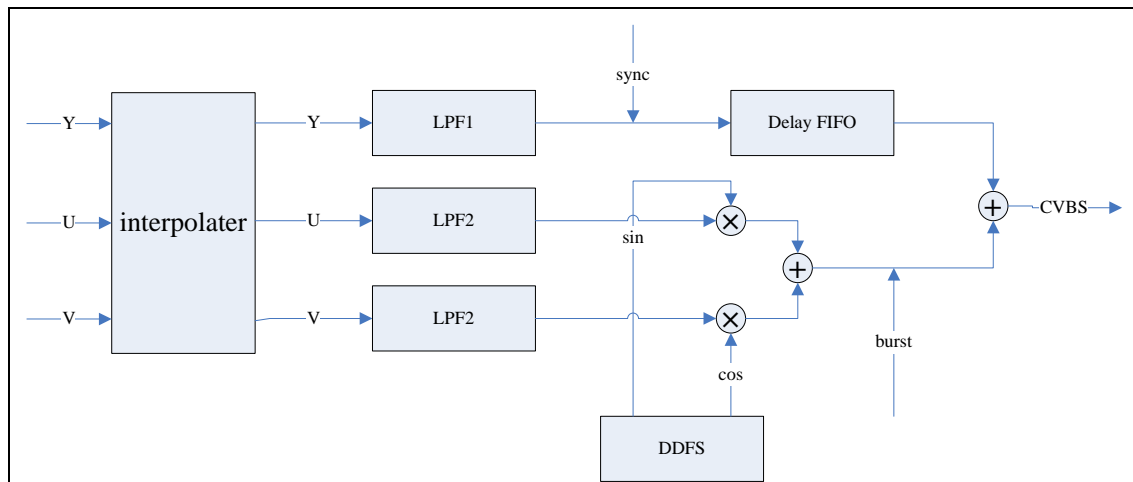 sync
Y
Y
LPF1
Delay FIFO
interpolater
U
U
LPF2
sin
CVBS
V
V
LPF2
burst
cos
DDFS